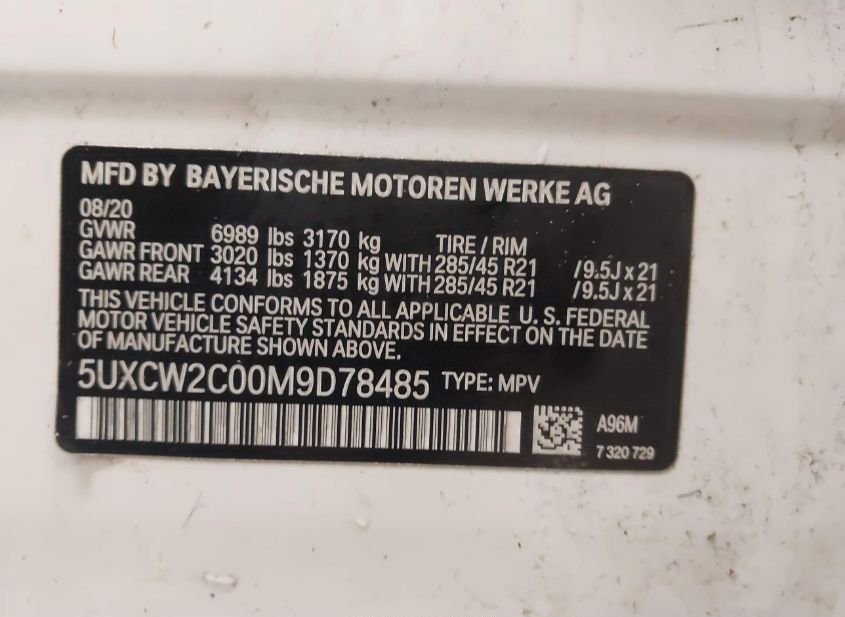 MFD BY BAYERISCHE MOTOREN WERKE AG
08/20
GVWR 6989 lbs 3170 kg TIRE / RIM
GAWR FRONT 3020 lbs 1370 kg WITH 285/45 R21 /9.5J x 21
GAWR REAR 4134 lbs 1875 kg WITH 285/45 R21 /9.5J x 21
THIS VEHICLE CONFORMS TO ALL APPLICABLE U. S. FEDERAL
MOTOR VEHICLE SAFETY STANDARDS IN EFFECT ON THE DATE
OF MANUFACTURE SHOWN ABOVE.
5UXCW2C00M9D78485 TYPE: MPV
A96M
7 320 729